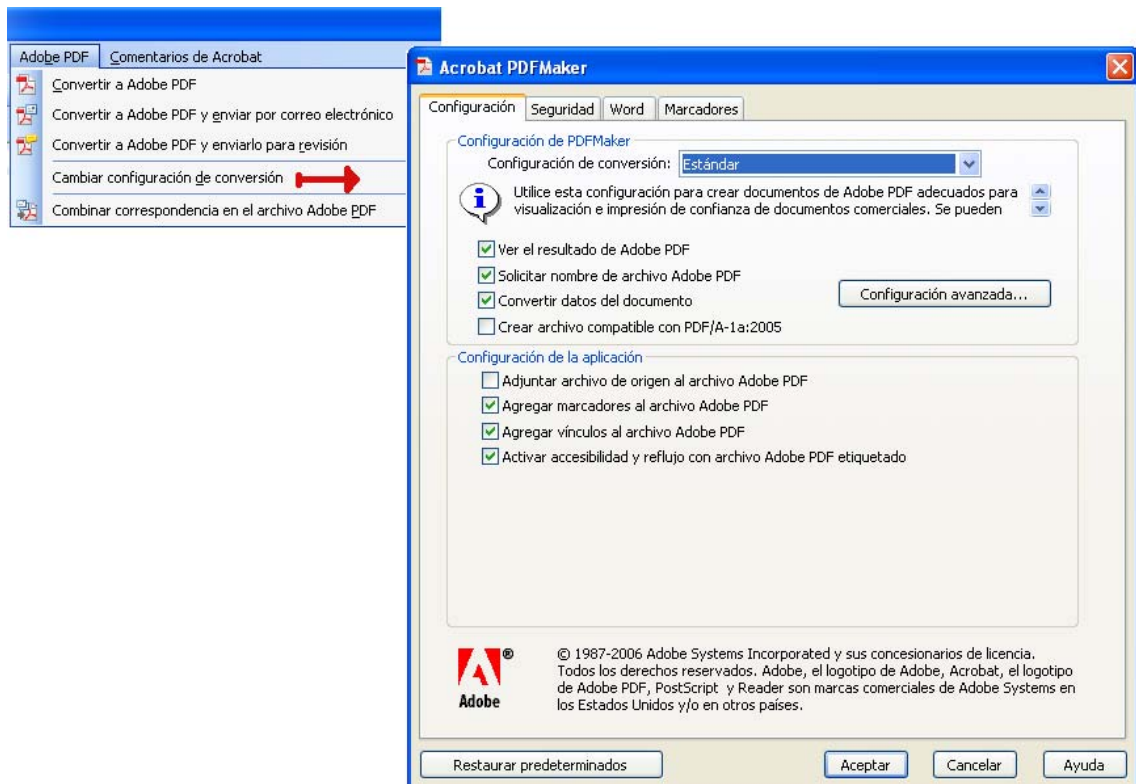 Adobe PDF Comentarios de Acrobat
Convertir a Adobe PDF
Convertir a Adobe PDF y enviar por correo electrónico
Convertir a Adobe PDF y enviarlo para revisión
Cambiar configuración de conversión
Combinar correspondencia en el archivo Adobe PDF
Acrobat PDFMaker
Configuración Seguridad Word Marcadores
Configuración de PDFMaker
Configuración de conversión: Estándar
Utilice esta configuración para crear documentos de Adobe PDF adecuados para
visualización e impresión de confianza de documentos comerciales. Se pueden
Ver el resultado de Adobe PDF
Solicitar nombre de archivo Adobe PDF
Convertir datos del documento
Configuración avanzada...
Crear archivo compatible con PDF/A-1a:2005
Configuración de la aplicación
Adjuntar archivo de origen al archivo Adobe PDF
Agregar marcadores al archivo Adobe PDF
Agregar vínculos al archivo Adobe PDF
Activar accesibilidad y reflujo con archivo Adobe PDF etiquetado
®
Adobe
© 1987-2006 Adobe Systems Incorporated y sus concesionarios de licencia.
Todos los derechos reservados. Adobe, el logotipo de Adobe, Acrobat, el logotipo
de Adobe PDF, PostScript y Reader son marcas comerciales de Adobe Systems en
los Estados Unidos y/o en otros países.
Restaurar predeterminados Aceptar Cancelar Ayuda